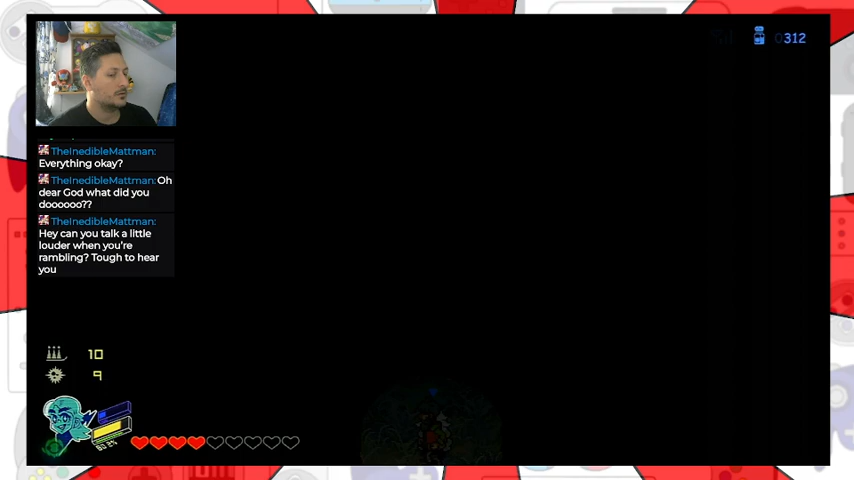 0312
TheInedibleMattman:
Everything okay?
TheInedibleMattman: Oh
dear God what did you
doooooo??
TheInedibleMattman:
Hey can you talk a little
louder when you're
rambling? Tough to hear
you
10
9